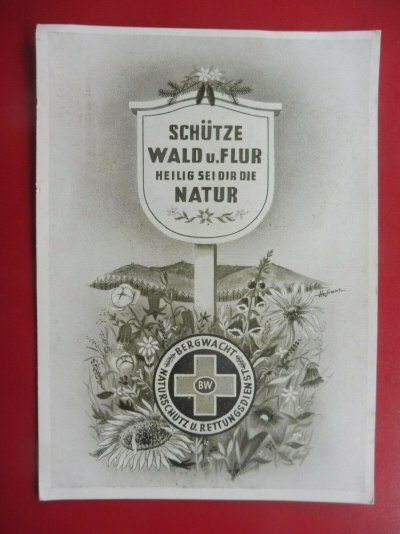 SCHÜTZE
WALD u. FLUR
HEILIG SEI DIR DIE
NATUR
BERGWACHT
BW
NATURSCHUTZ U. RETTUNGSDIENST